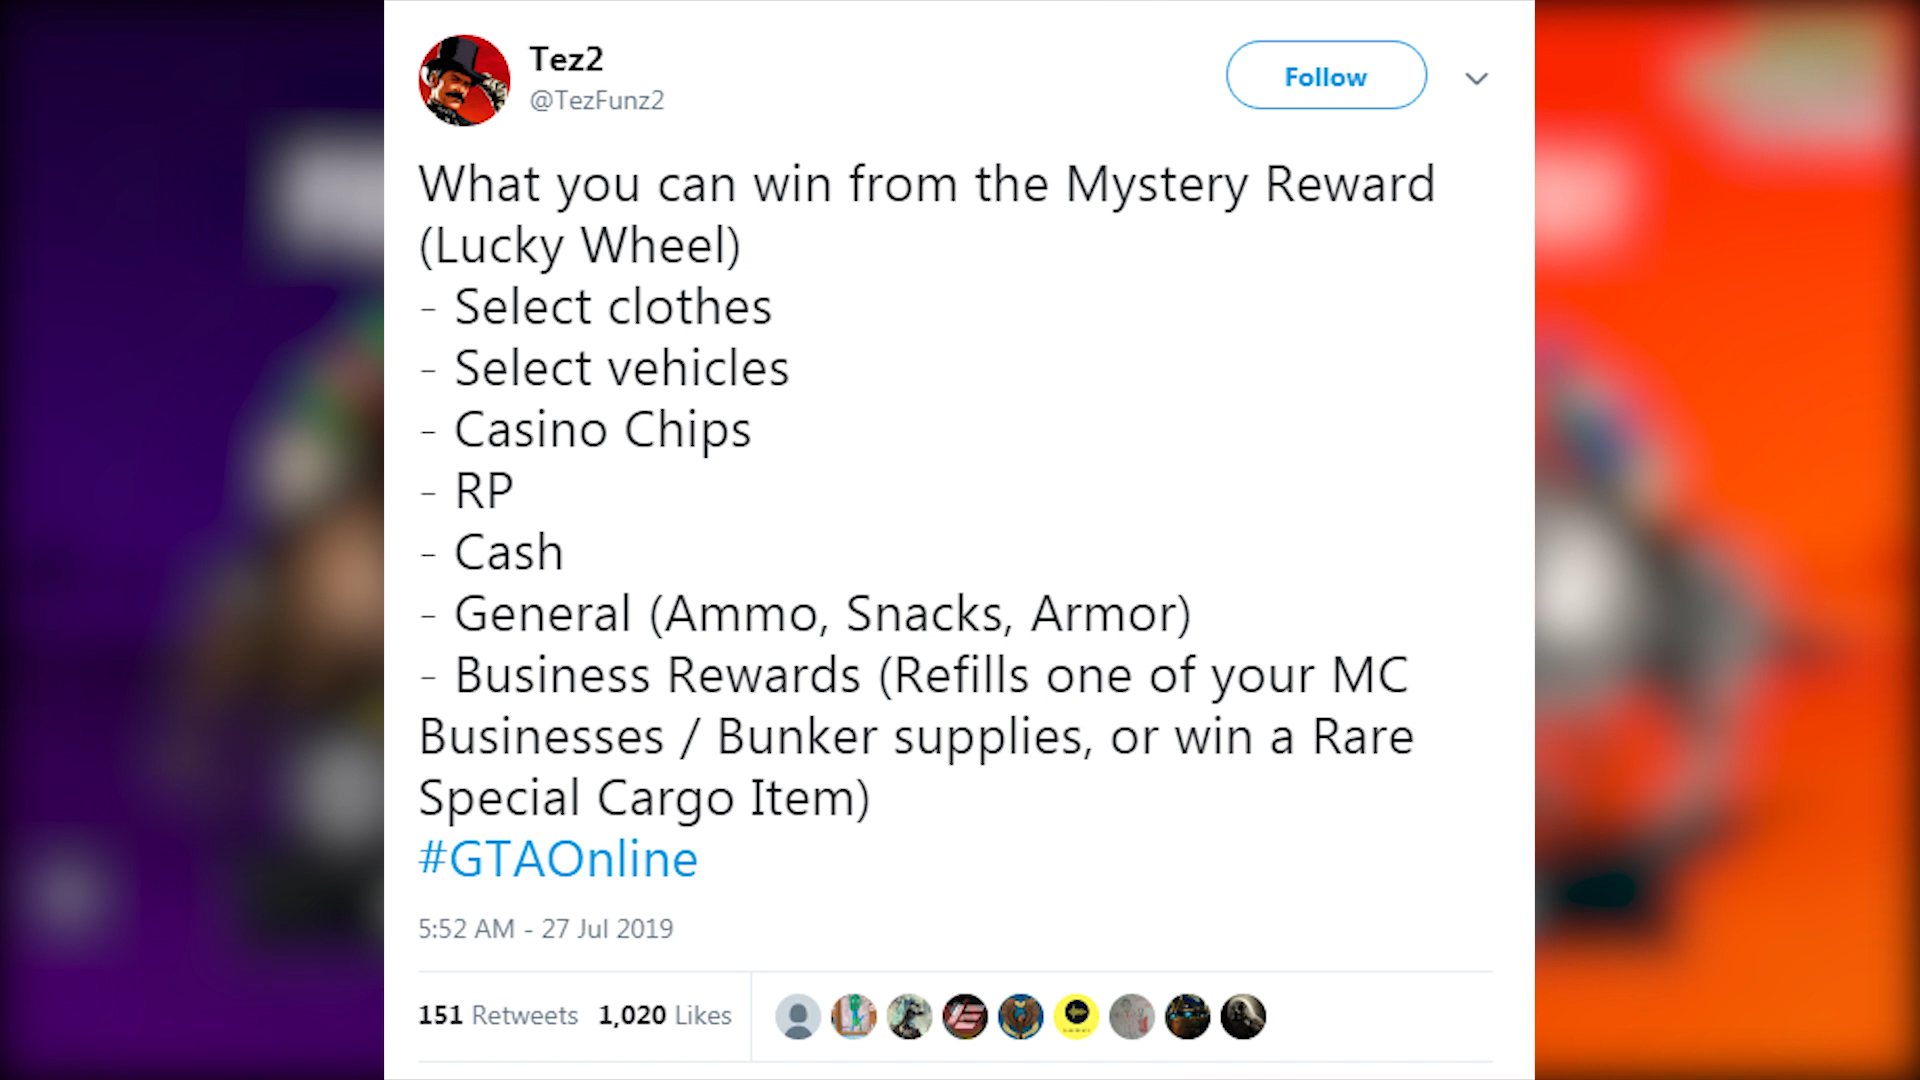 Tez2
@TezFunz2
Follow
What you can win from the Mystery Reward
(Lucky Wheel)
- Select clothes
- Select vehicles
- Casino Chips
- RP
- Cash
- General (Ammo, Snacks, Armor)
- Business Rewards (Refills one of your MC
Businesses / Bunker supplies, or win a Rare
Special Cargo Item)
#GTAOnline
5:52 AM - 27 Jul 2019
151 Retweets 1,020 Likes